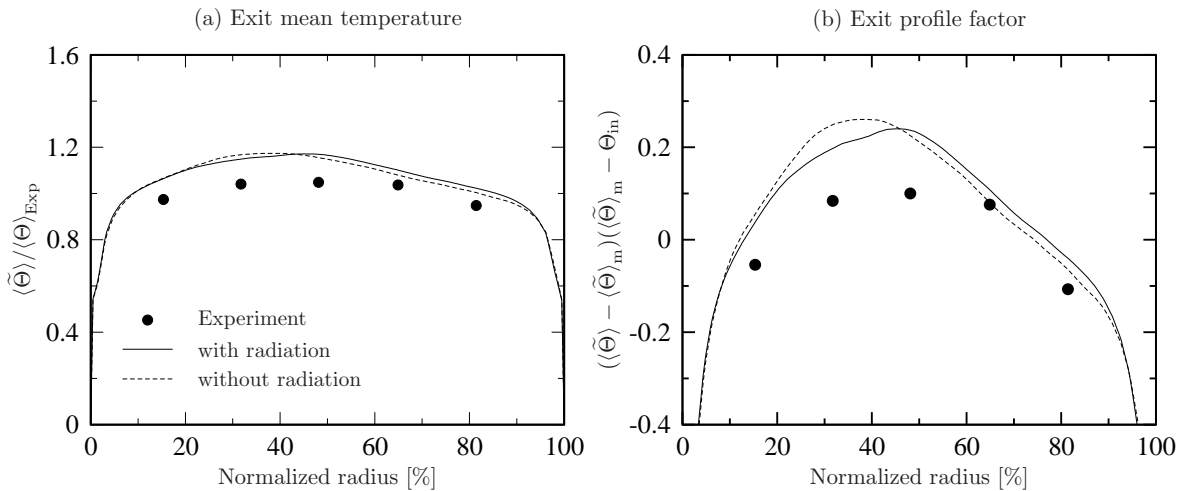 (a) Exit mean temperature
(b) Exit profile factor
⟨Θ̃⟩/⟨Θ⟩Exp
1.6
1.2
0.8
0.4
0
0 20 40 60 80 100
Normalized radius [%]
Experiment
with radiation
without radiation
(⟨Θ̃⟩ − ⟨Θ̃⟩m)(⟨Θ̃⟩m − Θin)
0.4
0.2
0
-0.2
-0.4
0 20 40 60 80 100
Normalized radius [%]